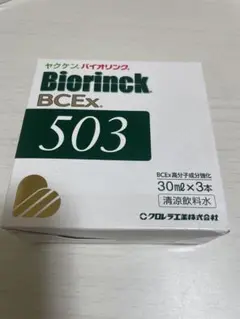 ヤクケン バイオリンク®
Biorinck®
BCEx®
503
BCEx高分子成分強化
30mℓ×3本
清涼飲料水
クロレラ工業株式会社